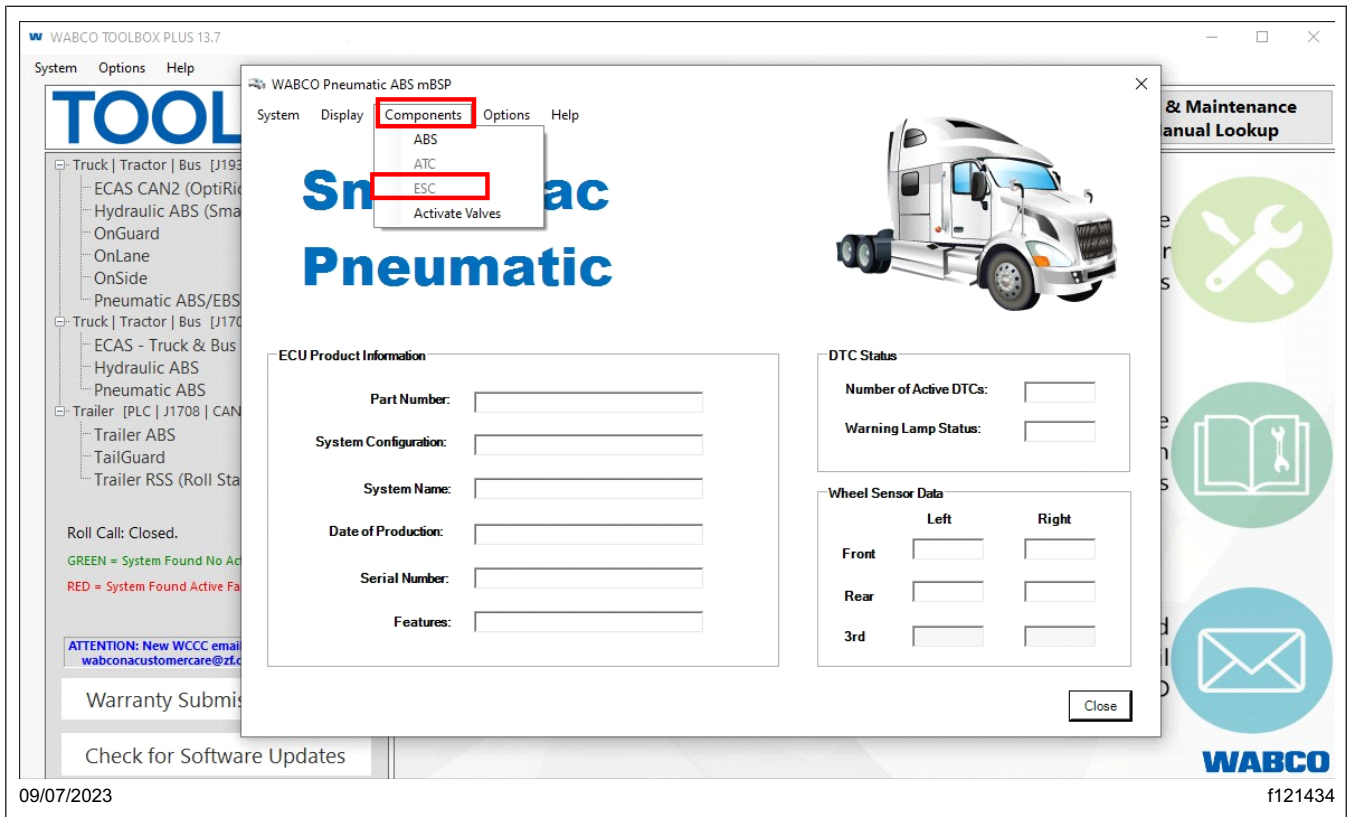 WABCO TOOLBOX PLUS 13.7
System Options Help
TOOL
& Maintenance
anual Lookup
Truck | Tractor | Bus [J193
ECAS CAN2 (OptiRi
Hydraulic ABS (Sma
OnGuard
OnLane
OnSide
Pneumatic ABS/EBS
Truck | Tractor | Bus [J170
ECAS - Truck & Bus
Hydraulic ABS
Pneumatic ABS
Trailer [PLC | J1708 | CAN
Trailer ABS
TailGuard
Trailer RSS (Roll Sta
Roll Call: Closed.
GREEN = System Found No Ac
RED = System Found Active Fa
ATTENTION: New WCCC emai
wabconacustomercare@zf.c
Warranty Submis
Check for Software Updates
WABCO Pneumatic ABS mBSP
System Display Components Options Help
ABS
ATC
ESC
Activate Valves
Sm ac
Pneumatic
ECU Product Information
Part Number:
System Configuration:
System Name:
Date of Production:
Serial Number:
Features:
DTC Status
Number of Active DTCs:
Warning Lamp Status:
Wheel Sensor Data
Left Right
Front
Rear
3rd
Close
WABCO
09/07/2023 f121434